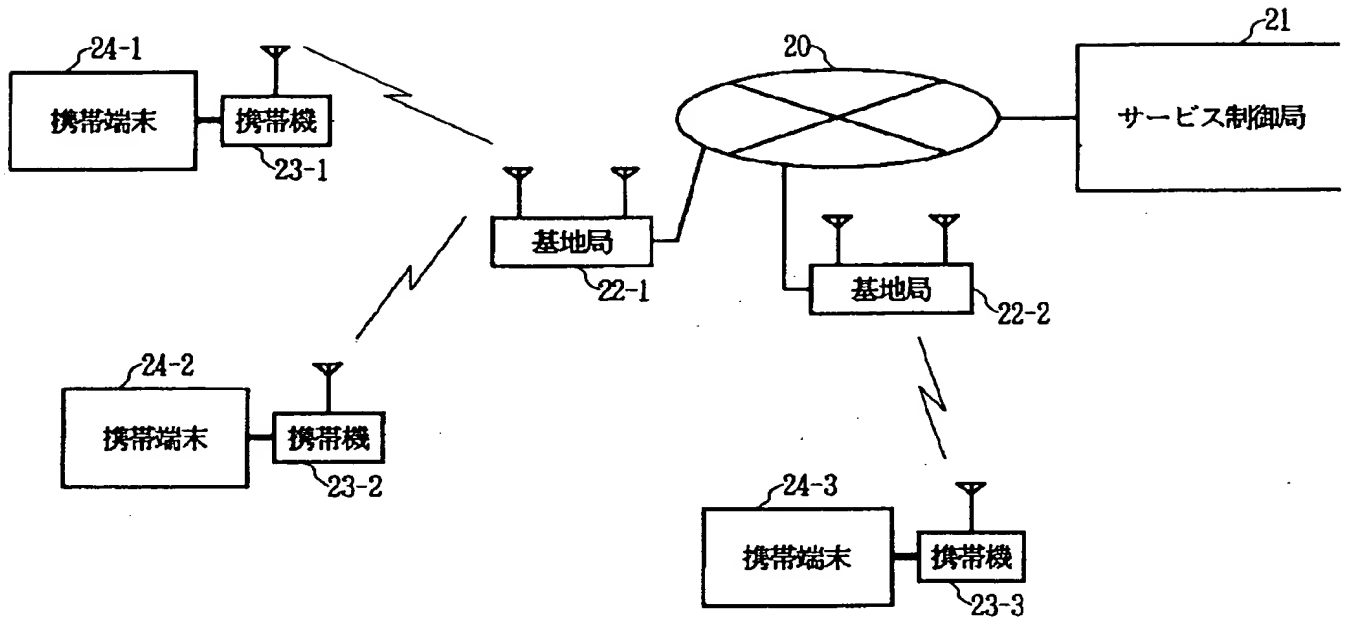 24-1
携帯端末
携帯機
23-1
20
21
サービス制御局
基地局
22-1
基地局
22-2
24-2
携帯端末
携帯機
23-2
24-3
携帯端末
携帯機
23-3